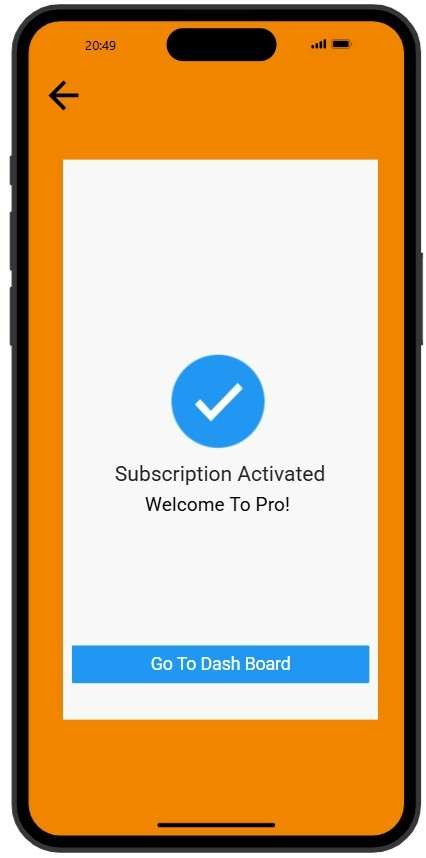 20:49
Subscription Activated
Welcome To Pro!
Go To Dash Board